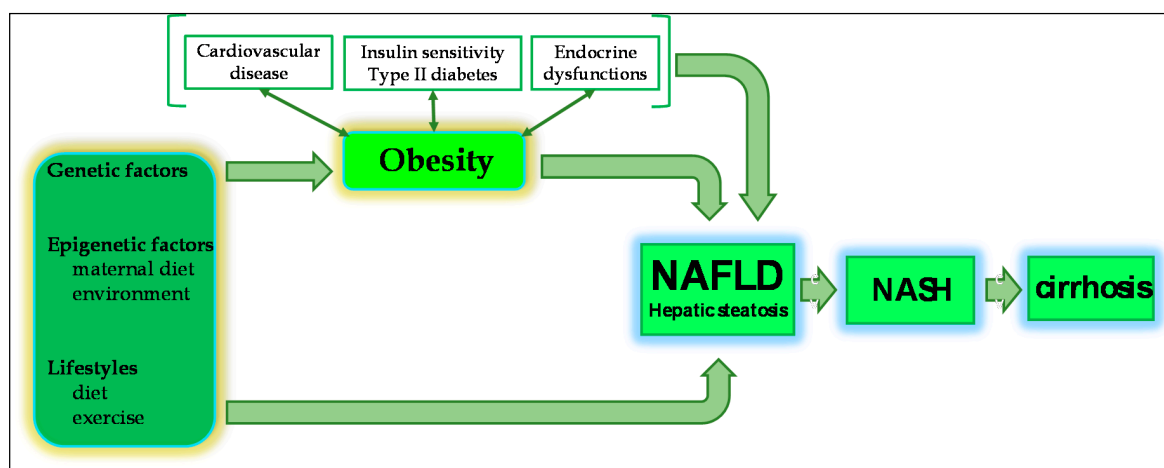 Cardiovascular
disease
Insulin sensitivity
Type II diabetes
Endocrine
dysfunctions
Obesity
Genetic factors
Epigenetic factors
maternal diet
environment
Lifestyles
diet
exercise
NAFLD
Hepatic steatosis
NASH
cirrhosis